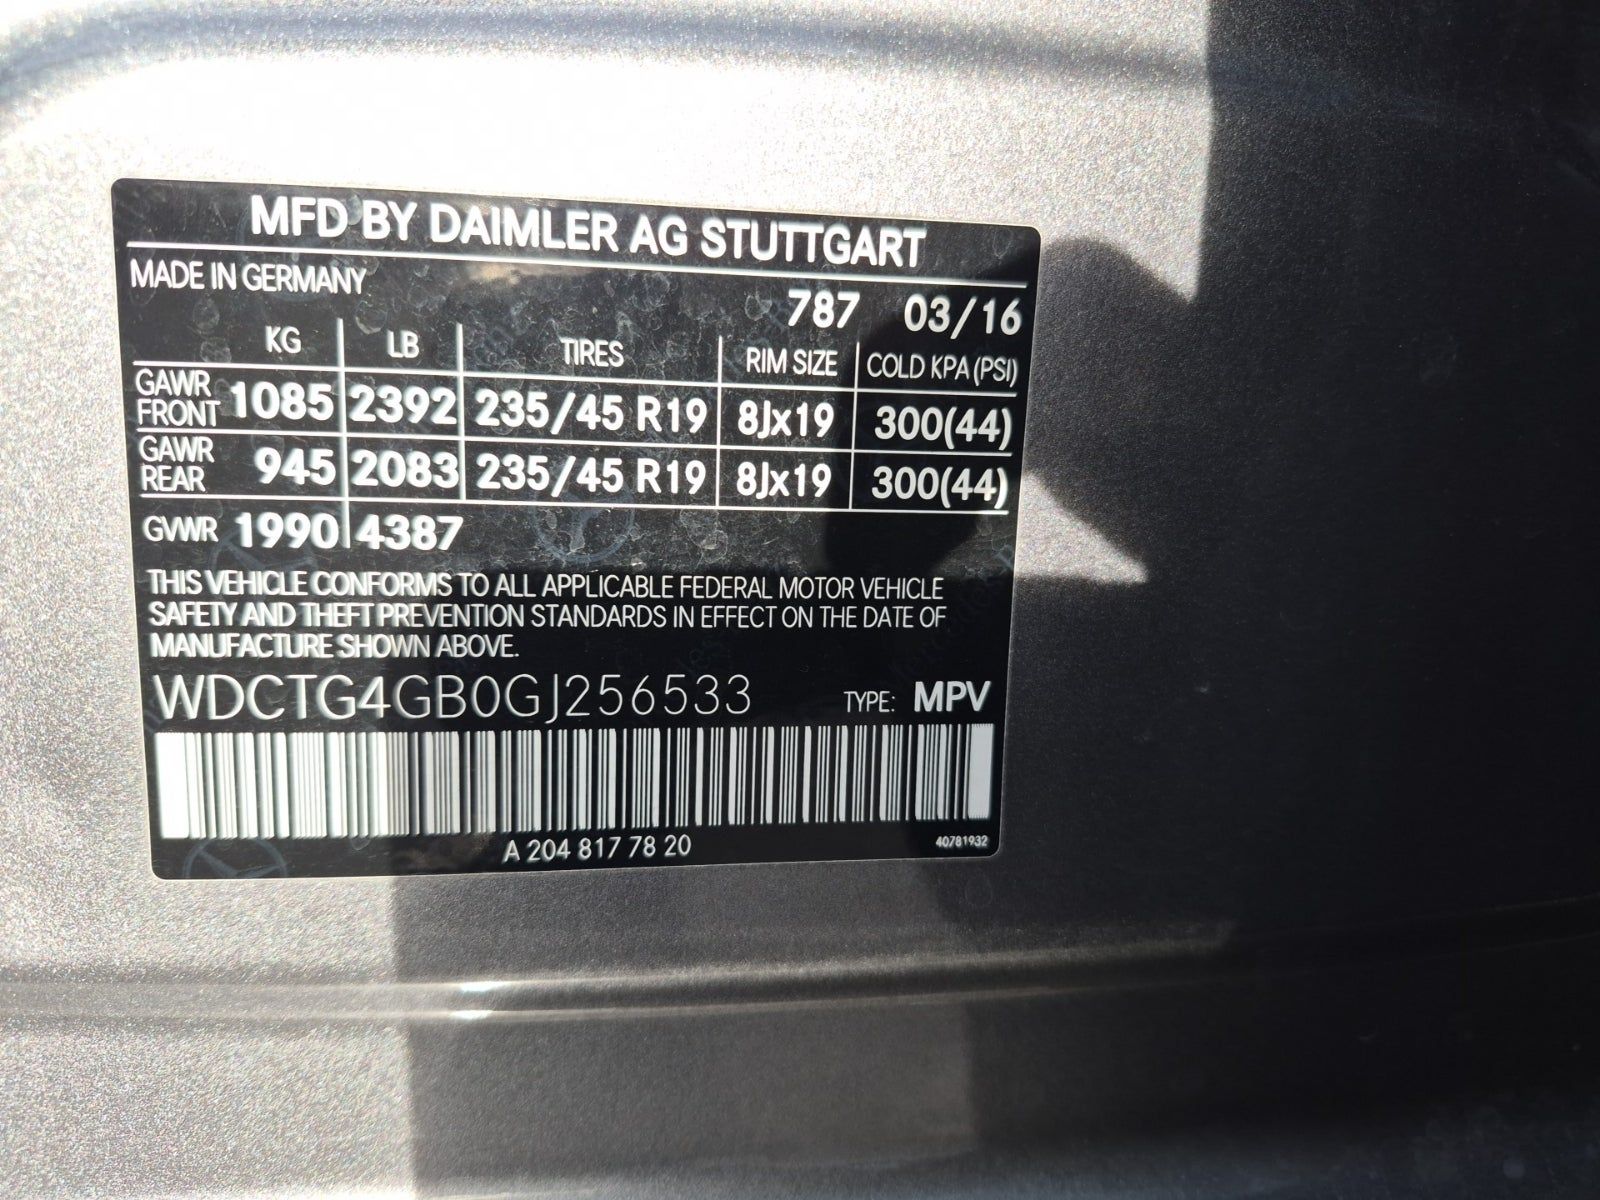 MFD BY DAIMLER AG STUTTGART
MADE IN GERMANY
787 03/16
KG LB TIRES RIM SIZE COLD KPA (PSI)
GAWR FRONT 1085 2392 235/45 R19 8Jx19 300(44)
GAWR REAR 945 2083 235/45 R19 8Jx19 300(44)
GVWR 1990 4387
THIS VEHICLE CONFORMS TO ALL APPLICABLE FEDERAL MOTOR VEHICLE
SAFETY AND THEFT PREVENTION STANDARDS IN EFFECT ON THE DATE OF
MANUFACTURE SHOWN ABOVE.
WDCTG4GB0GJ256533 TYPE: MPV
A 204 817 78 20 40781932